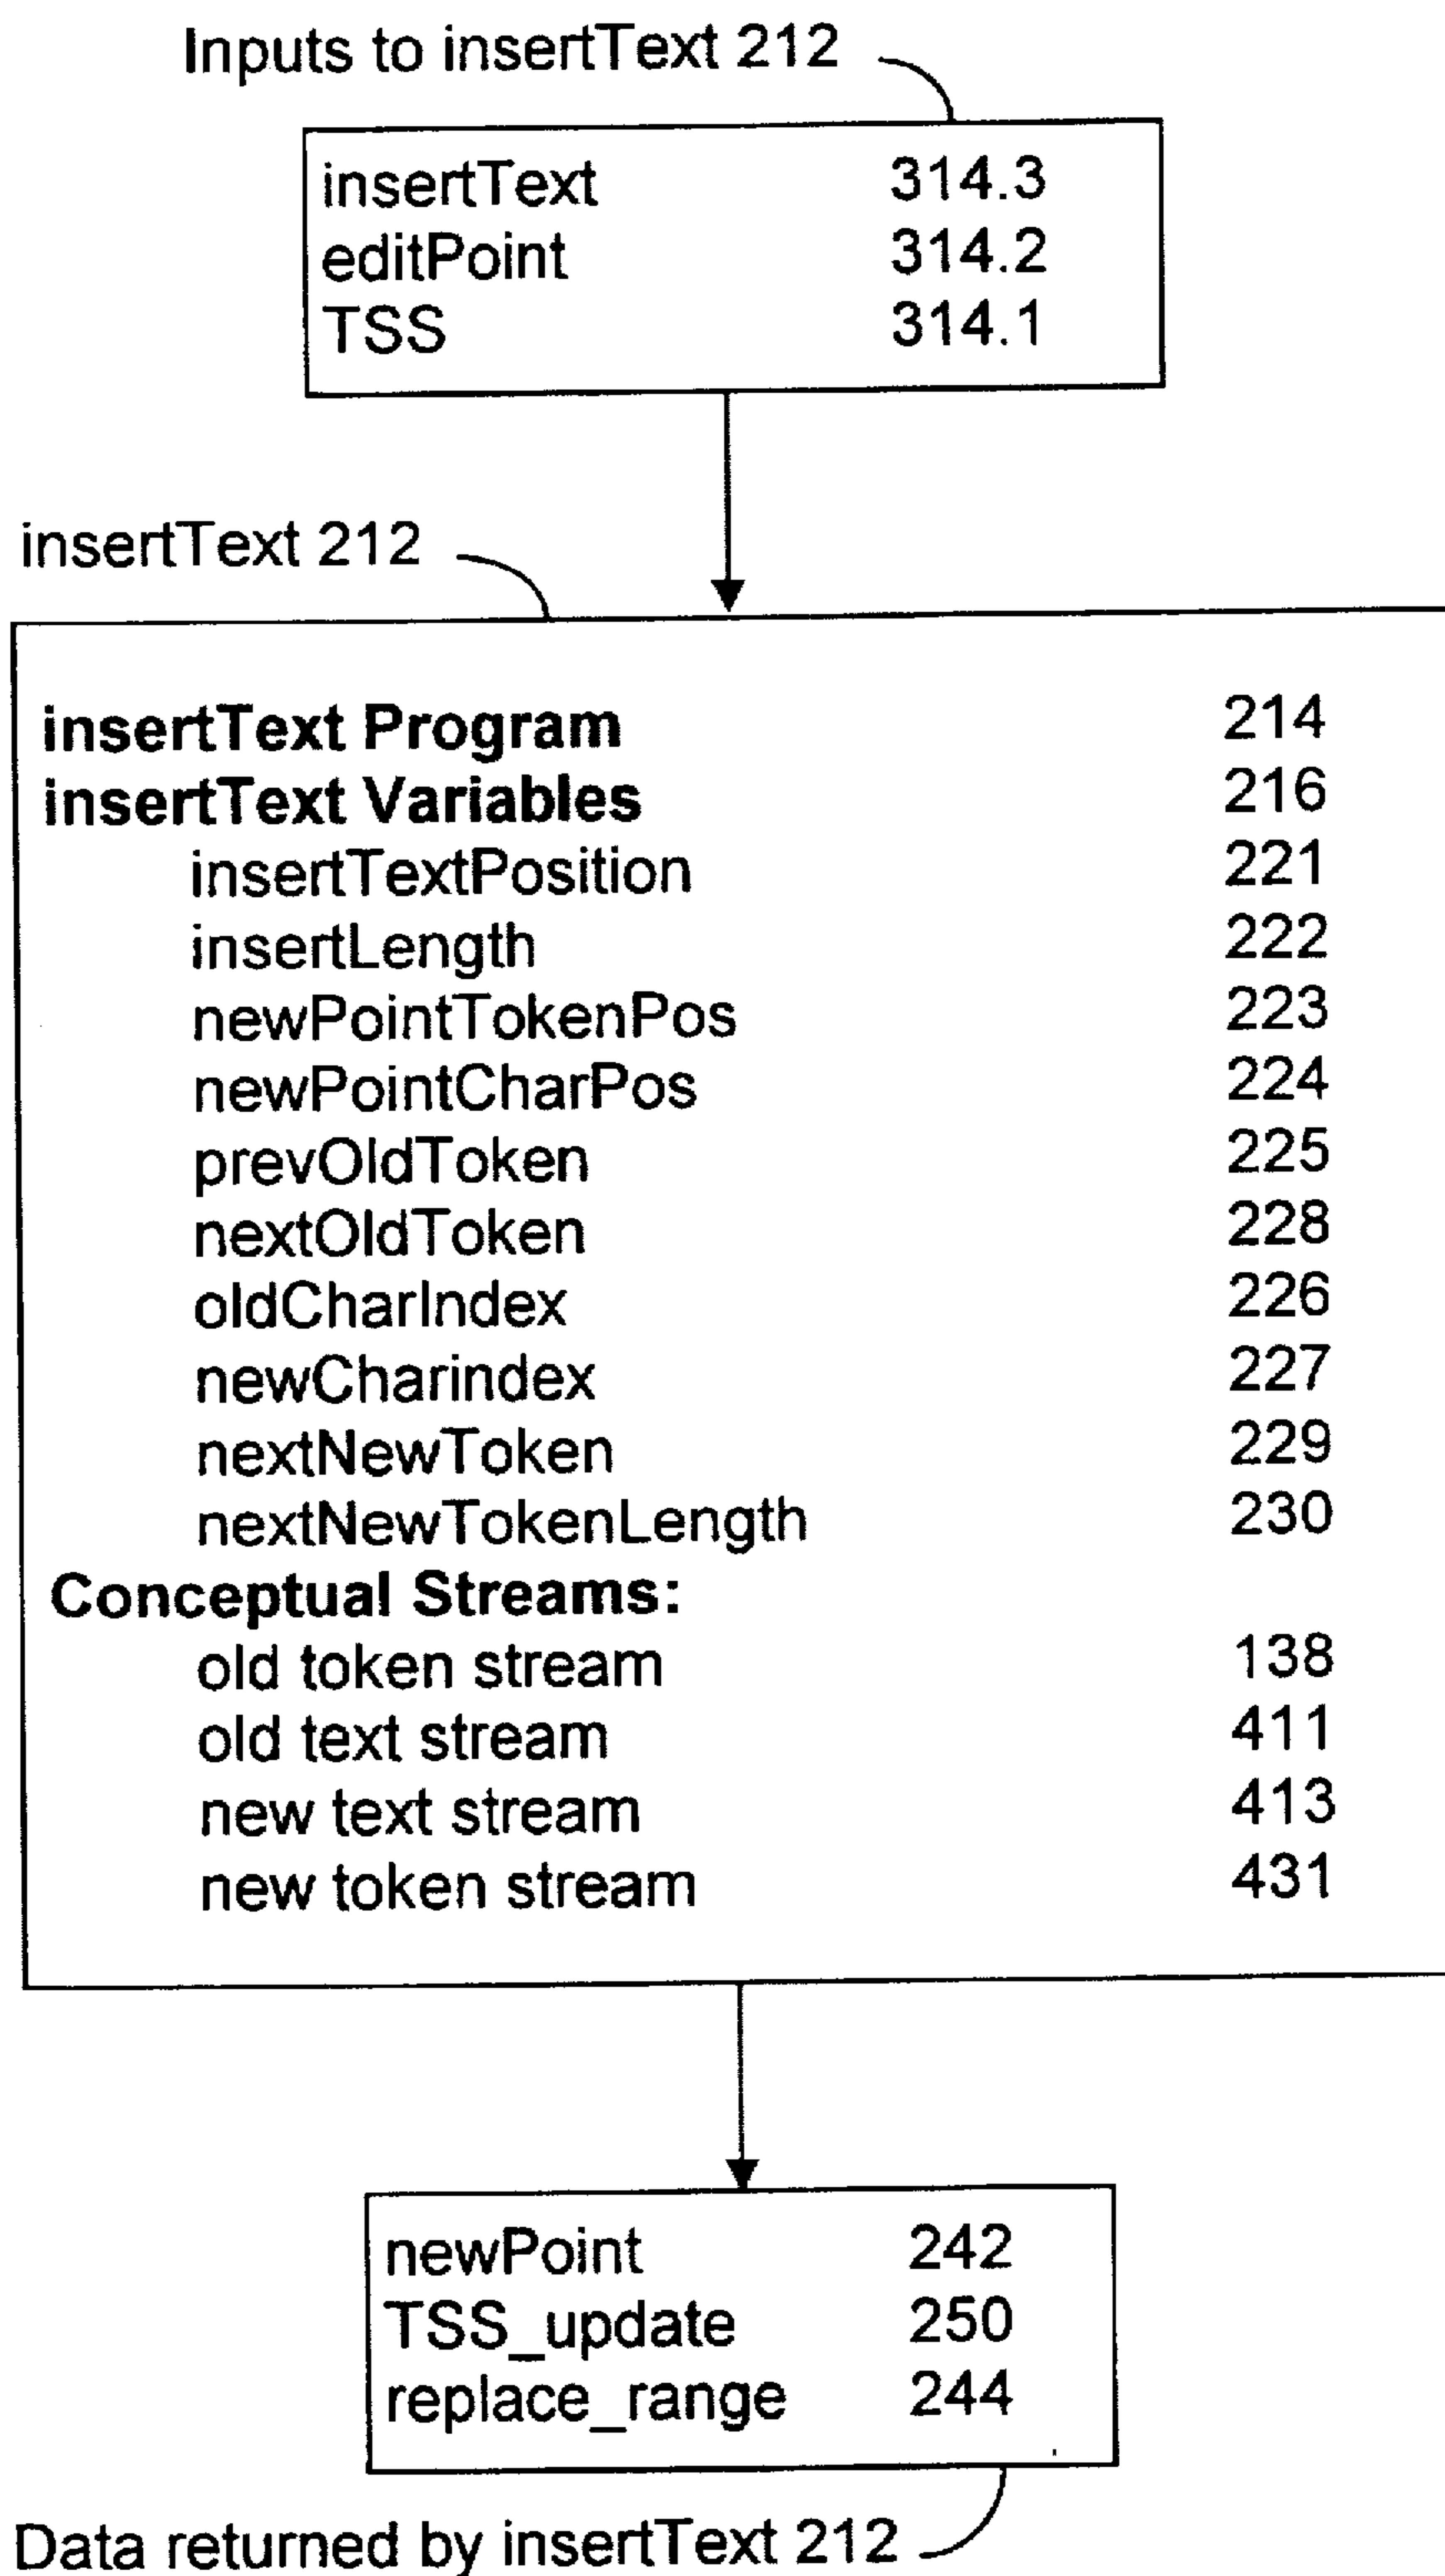 Inputs to insertText 212
insertText 314.3
editPoint 314.2
TSS 314.1
insertText 212
insertText Program 214
insertText Variables 216
insertTextPosition 221
insertLength 222
newPointTokenPos 223
newPointCharPos 224
prevOldToken 225
nextOldToken 228
oldCharIndex 226
newCharindex 227
nextNewToken 229
nextNewTokenLength 230
Conceptual Streams:
old token stream 138
old text stream 411
new text stream 413
new token stream 431
newPoint 242
TSS_update 250
replace_range 244
Data returned by insertText 212